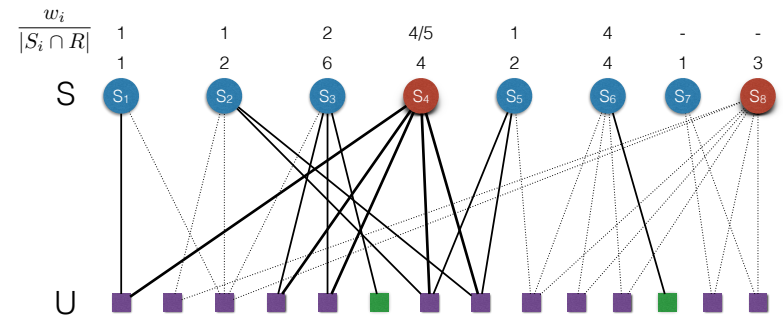 w_i
|S_i ∩ R|
1 1 2 4/5 1 4 - -
1 2 6 4 2 4 1 3
S S1 S2 S3 S4 S5 S6 S7 S8
U